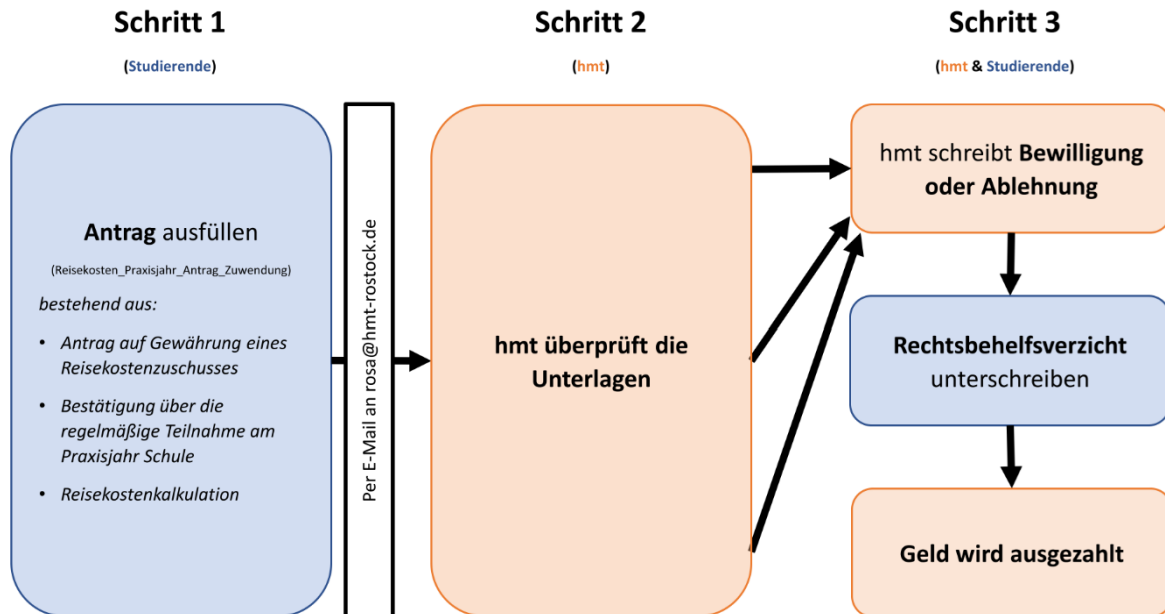 Schritt 1
(Studierende)
Antrag ausfüllen
(Reisekosten_Praxisjahr_Antrag_Zuwendung)
bestehend aus:
• Antrag auf Gewährung eines
Reisekostenzuschusses
• Bestätigung über die
regelmäßige Teilnahme am
Praxisjahr Schule
• Reisekostenkalkulation
Per E-Mail an rosa@hmt-rostock.de
Schritt 2
(hmt)
hmt überprüft die
Unterlagen
Schritt 3
(hmt & Studierende)
hmt schreibt Bewilligung
oder Ablehnung
Rechtsbehelfsverzicht
unterschreiben
Geld wird ausgezahlt